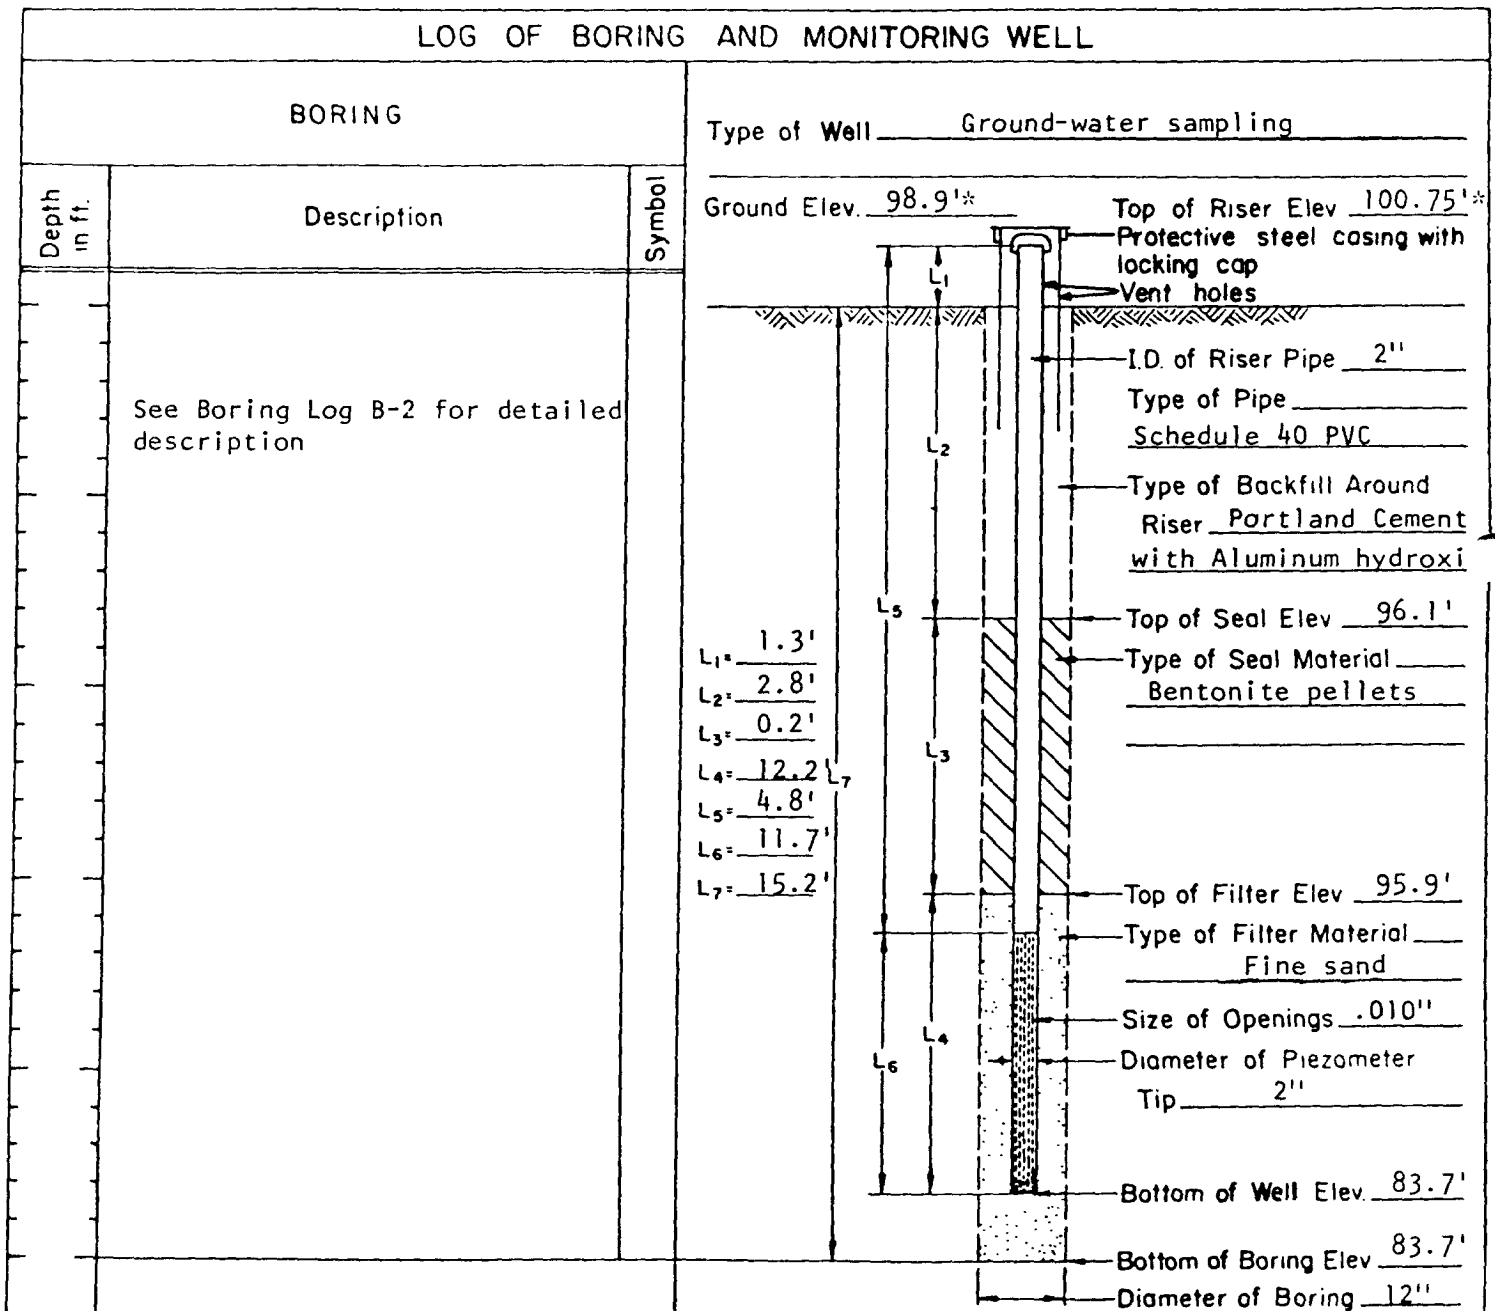 LOG OF BORING AND MONITORING WELL
BORING
Depth in ft.
Description
Symbol
See Boring Log B-2 for detailed
description
Type of Well Ground-water sampling
Ground Elev. 98.9'*
Top of Riser Elev 100.75'*
Protective steel casing with
locking cap
Vent holes
L1
I.D. of Riser Pipe 2"
Type of Pipe
Schedule 40 PVC
L2
Type of Backfill Around
Riser Portland Cement
with Aluminum hydroxi
L5
Top of Seal Elev 96.1'
Type of Seal Material
Bentonite pellets
L1= 1.3'
L2= 2.8'
L3= 0.2'
L4= 12.2
L5= 4.8'
L6= 11.7'
L7= 15.2'
L7
L3
Top of Filter Elev 95.9'
Type of Filter Material
Fine sand
Size of Openings .010"
L4
L6
Diameter of Piezometer
Tip 2"
Bottom of Well Elev. 83.7'
Bottom of Boring Elev 83.7'
Diameter of Boring 12"